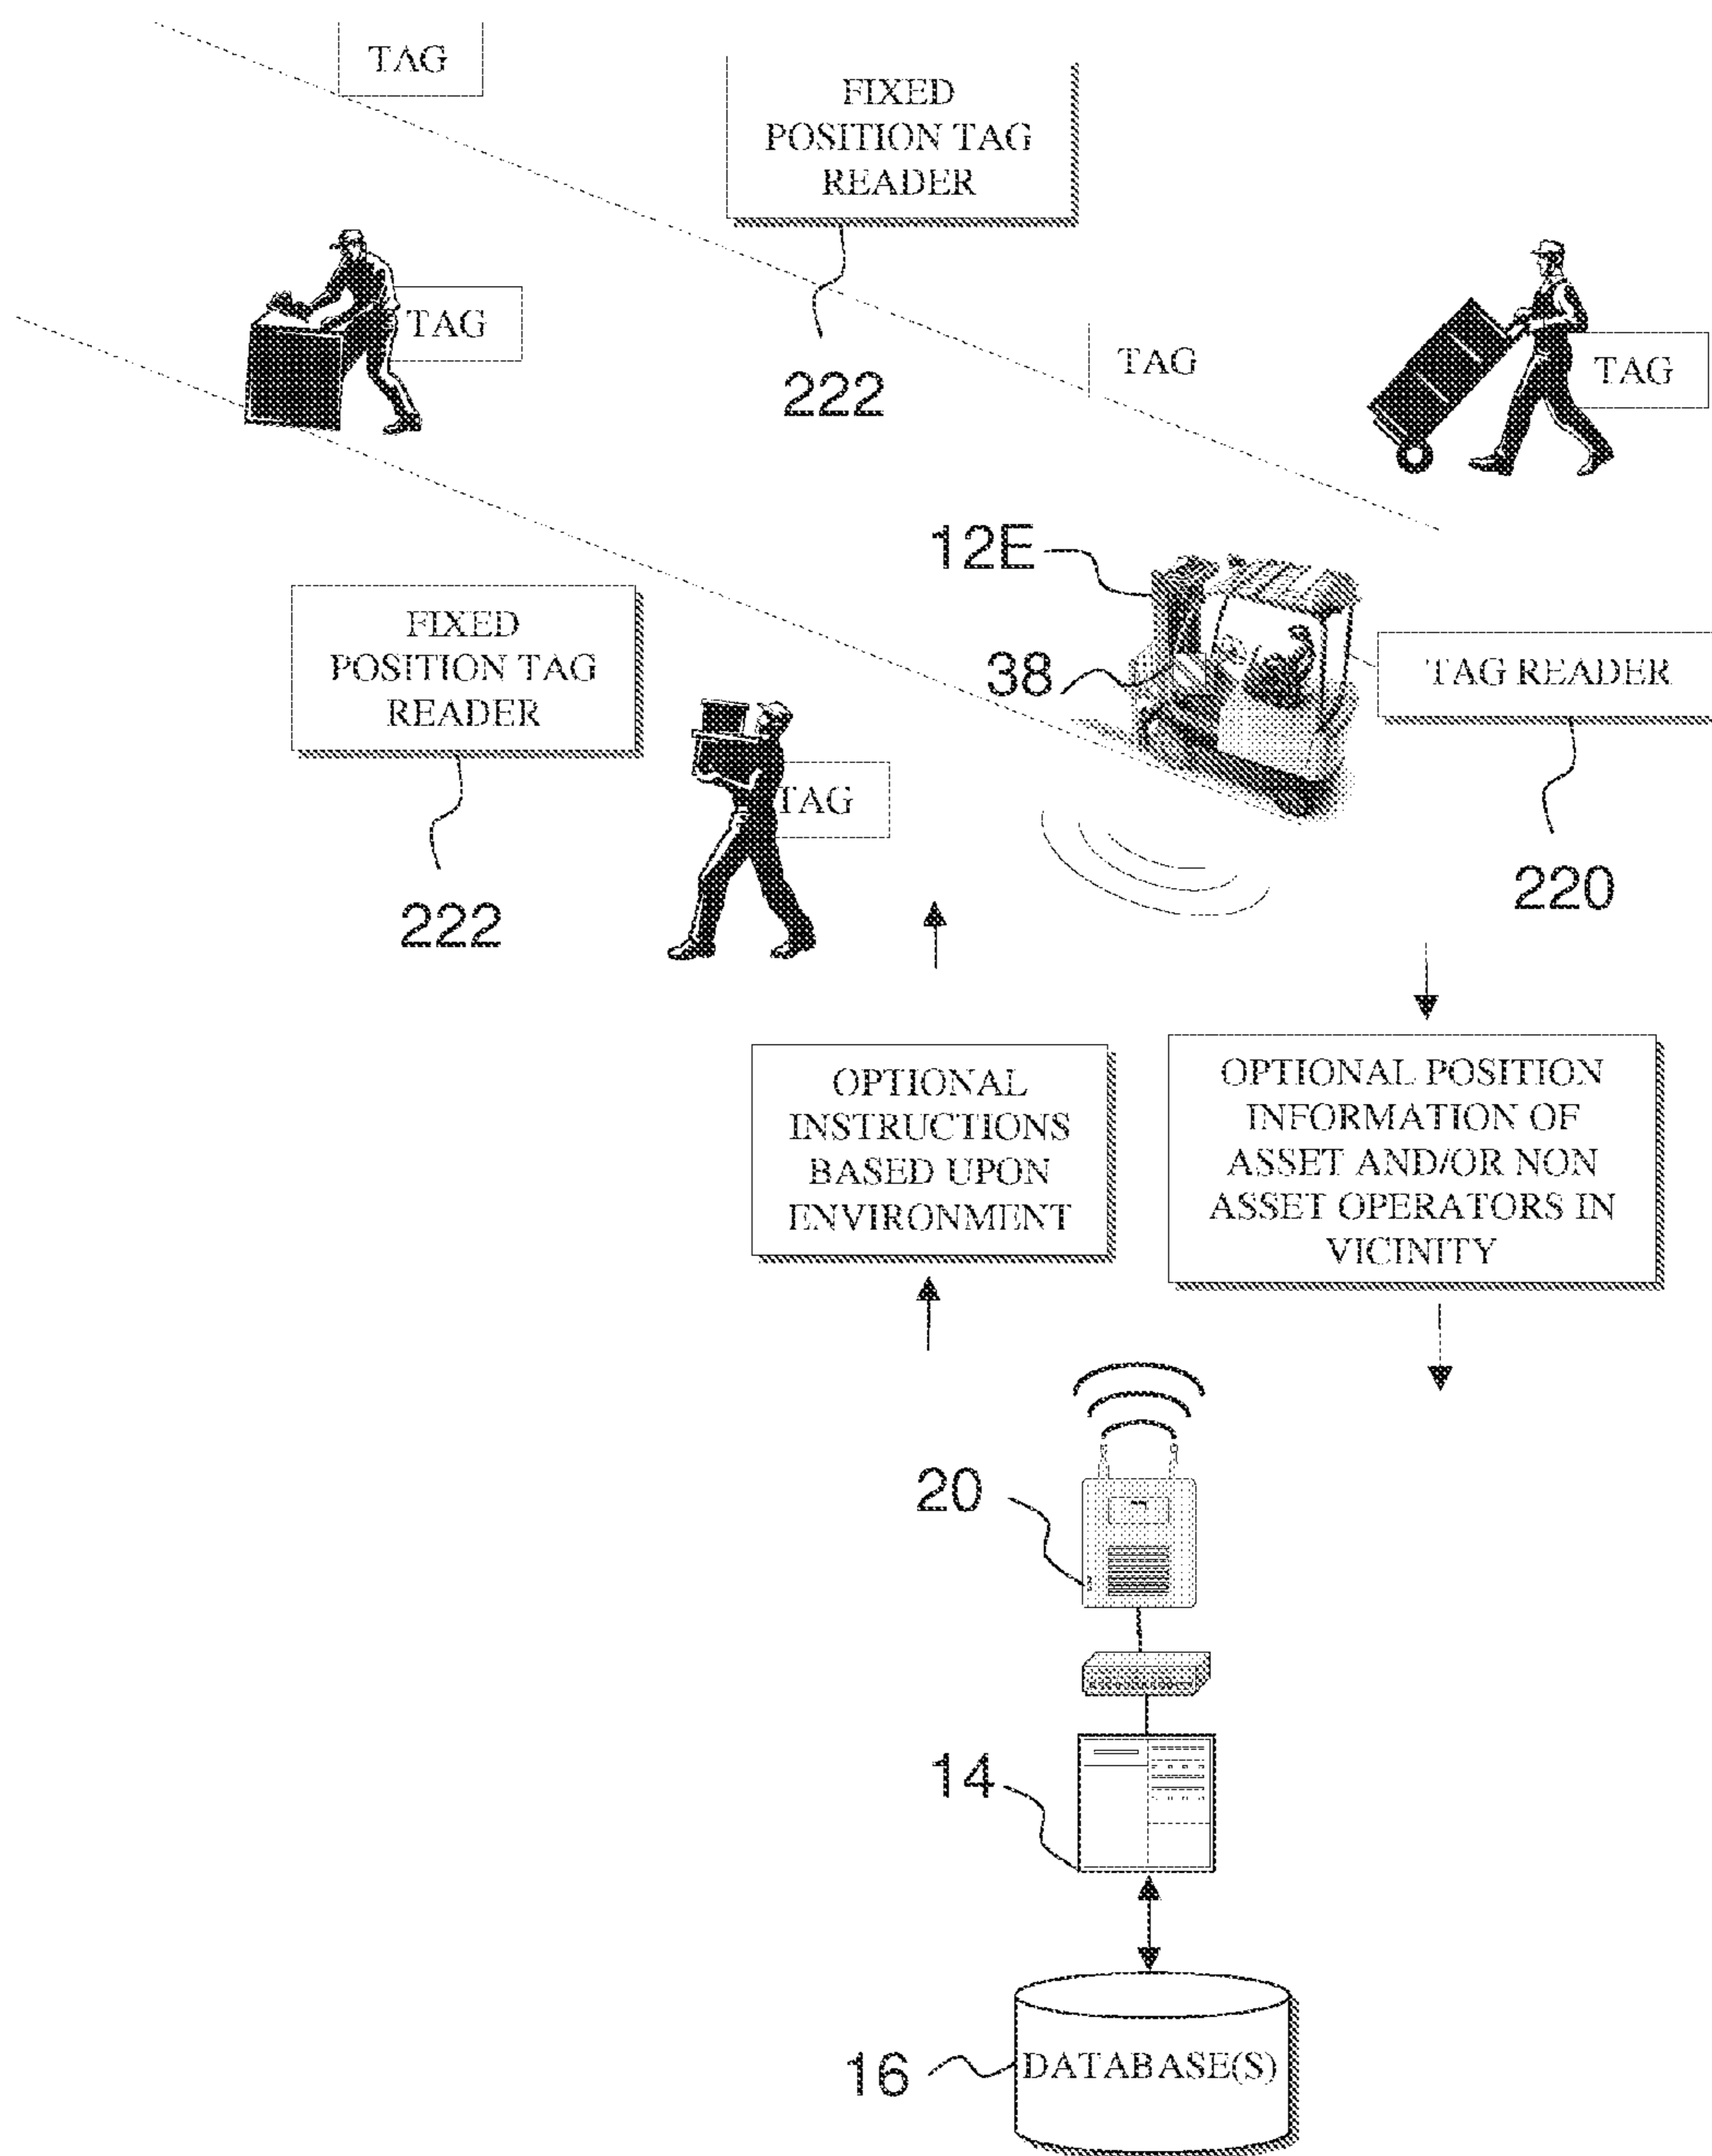 TAG
FIXED
POSITION TAG
READER
222
TAG
TAG
TAG
12E
38
TAG READER
220
FIXED
POSITION TAG
READER
222
TAG
OPTIONAL
INSTRUCTIONS
BASED UPON
ENVIRONMENT
OPTIONAL POSITION
INFORMATION OF
ASSET AND/OR NON
ASSET OPERATORS IN
VICINITY
20
14
16
DATABASE(S)